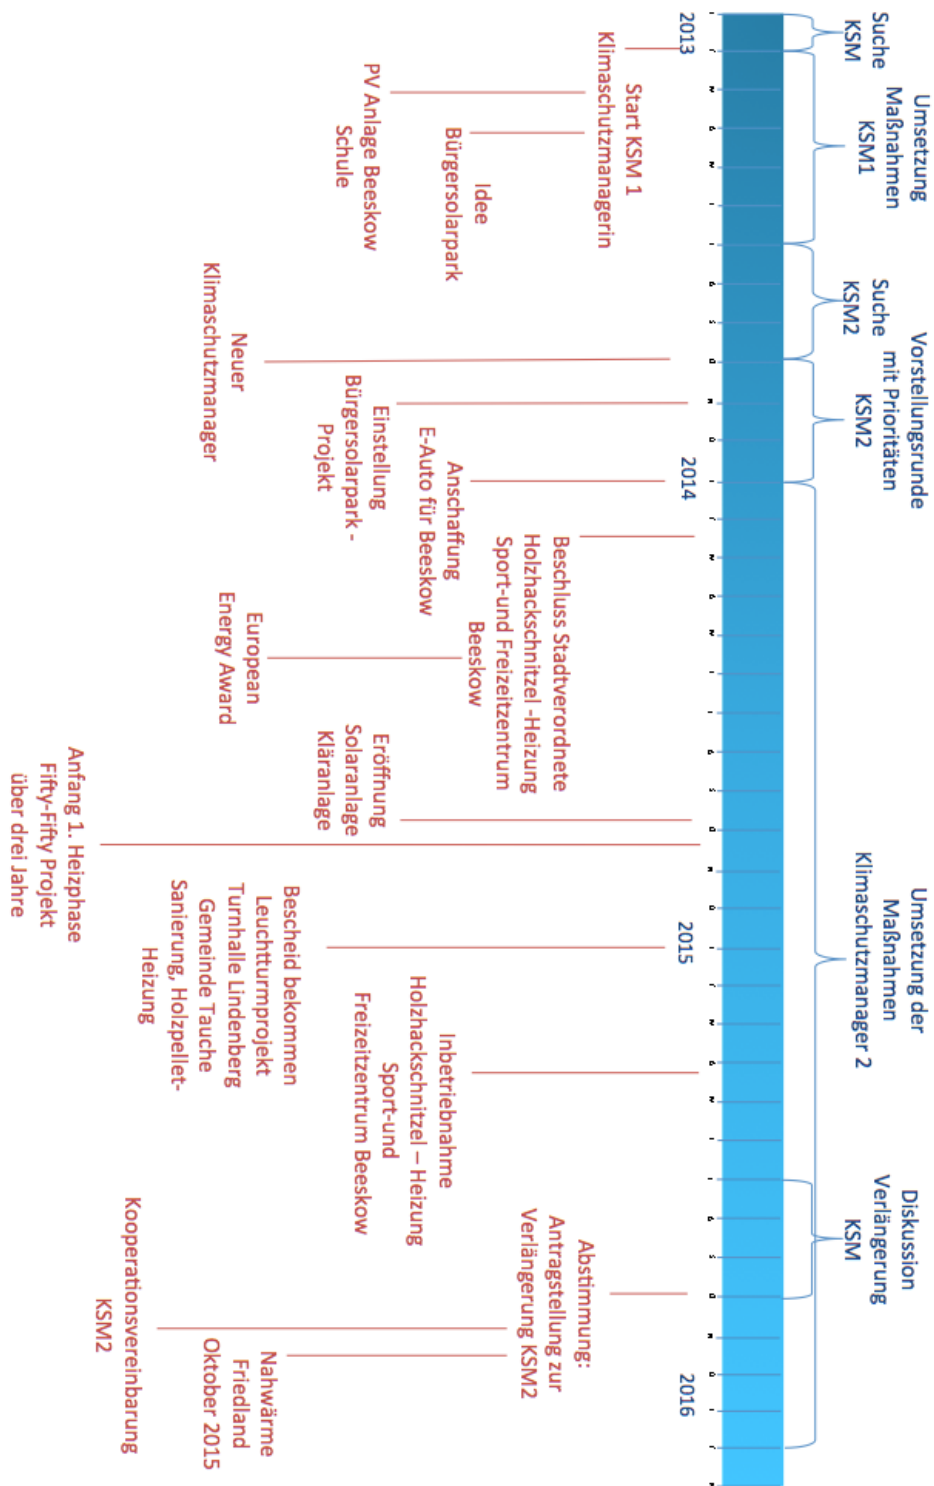 Suche
KSM
Umsetzung
Maßnahmen
KSM1
Suche
KSM2
Vorstellungsrunde
mit Prioritäten
KSM2
Umsetzung der
Maßnahmen
Klimaschutzmanager 2
Diskussion
Verlängerung
KSM
2013
2014
2015
2016
Start KSM 1
Klimaschutzmanagerin
Idee
Bürgersolarpark
PV Anlage Beeskow
Schule
Neuer
Klimaschutzmanager
Einstellung
Bürgersolarpark -
Projekt
Anschaffung
E-Auto für Beeskow
Beschluss Stadtverordnete
Holzhackschnitzel -Heizung
Sport-und Freizeitzentrum
Beeskow
European
Energy Award
Eröffnung
Solaranlage
Kläranlage
Anfang 1. Heizphase
Fifty-Fifty Projekt
über drei Jahre
Bescheid bekommen
Leuchtturmprojekt
Turnhalle Lindenberg
Gemeinde Tauche
Sanierung, Holzpellet-
Heizung
Inbetriebnahme
Holzhackschnitzel – Heizung
Sport-und
Freizeitzentrum Beeskow
Abstimmung:
Antragstellung zur
Verlängerung KSM2
Kooperationsvereinbarung
KSM2
Nahwärme
Friedland
Oktober 2015